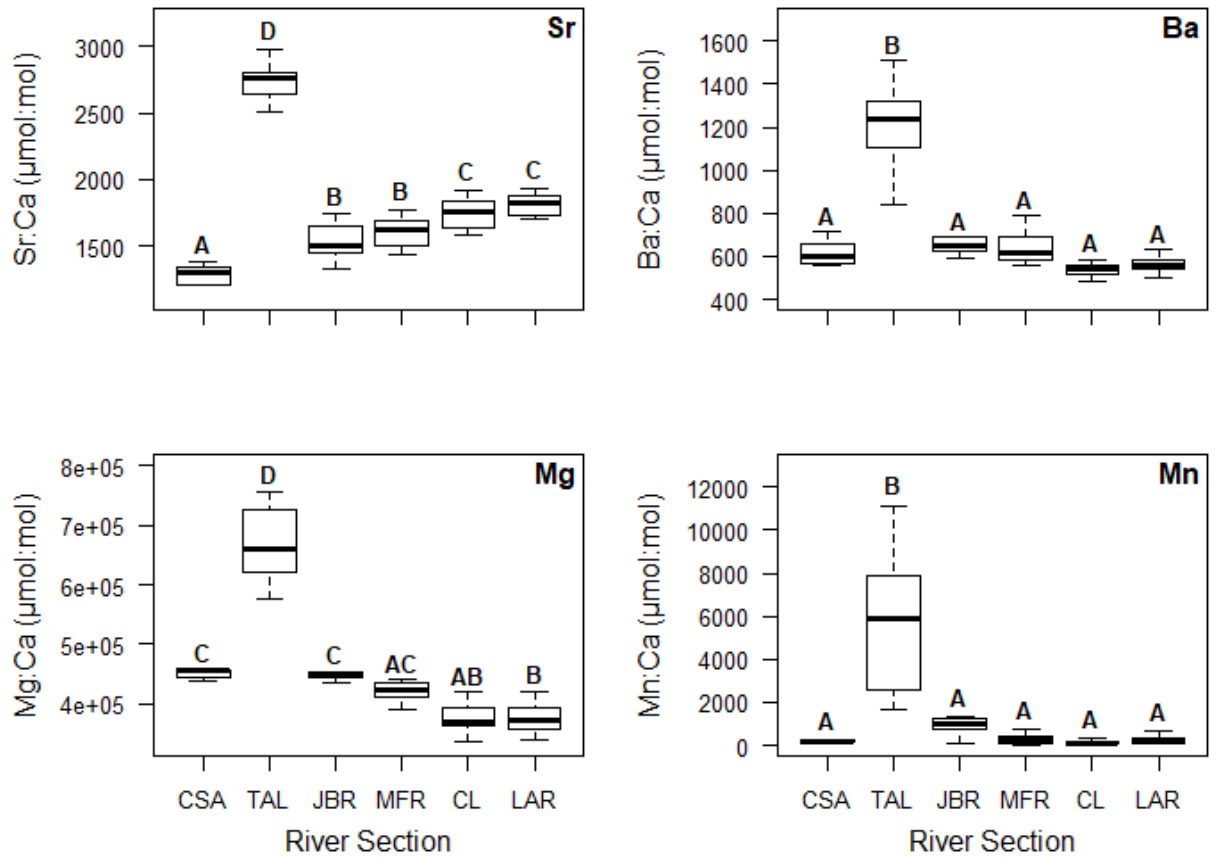 Sr
Sr:Ca (µmol:mol)
3000
2500
2000
1500
A
D
B
B
C
C
Ba
Ba:Ca (µmol:mol)
1600
1400
1200
1000
800
600
400
A
B
A
A
A
A
Mg
Mg:Ca (µmol:mol)
8e+05
7e+05
6e+05
5e+05
4e+05
C
D
C
AC
AB
B
CSA TAL JBR MFR CL LAR
River Section
Mn
Mn:Ca (µmol:mol)
12000
10000
8000
6000
4000
2000
0
A
B
A
A
A
A
CSA TAL JBR MFR CL LAR
River Section